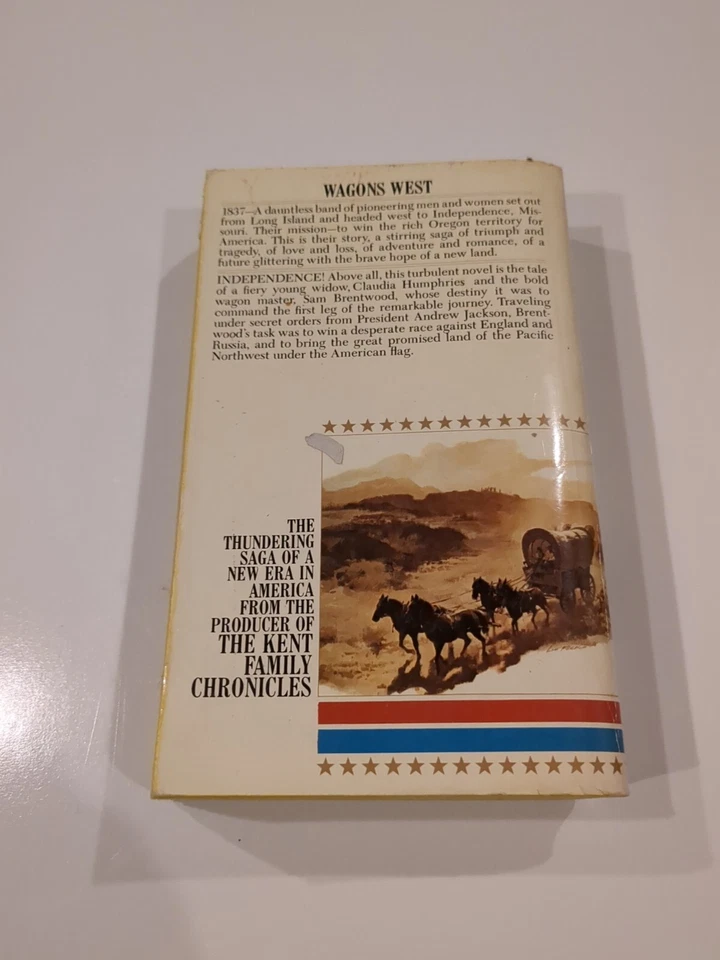 WAGONS WEST
1837—A dauntless band of pioneering men and women set out
from Long Island and headed west to Independence, Mis-
souri. Their mission—to win the rich Oregon territory for
America. This is their story, a stirring saga of triumph and
tragedy, of love and loss, of adventure and romance, of a
future glittering with the brave hope of a new land.
INDEPENDENCE! Above all, this turbulent novel is the tale
of a fiery young widow, Claudia Humphries and the bold
wagon master, Sam Brentwood, whose destiny it was to
command the first leg of the remarkable journey. Traveling
under secret orders from President Andrew Jackson, Brent-
wood's task was to win a desperate race against England and
Russia, and to bring the great promised land of the Pacific
Northwest under the American flag.
THE
THUNDERING
SAGA OF A
NEW ERA IN
AMERICA
FROM THE
PRODUCER OF
THE KENT
FAMILY
CHRONICLES